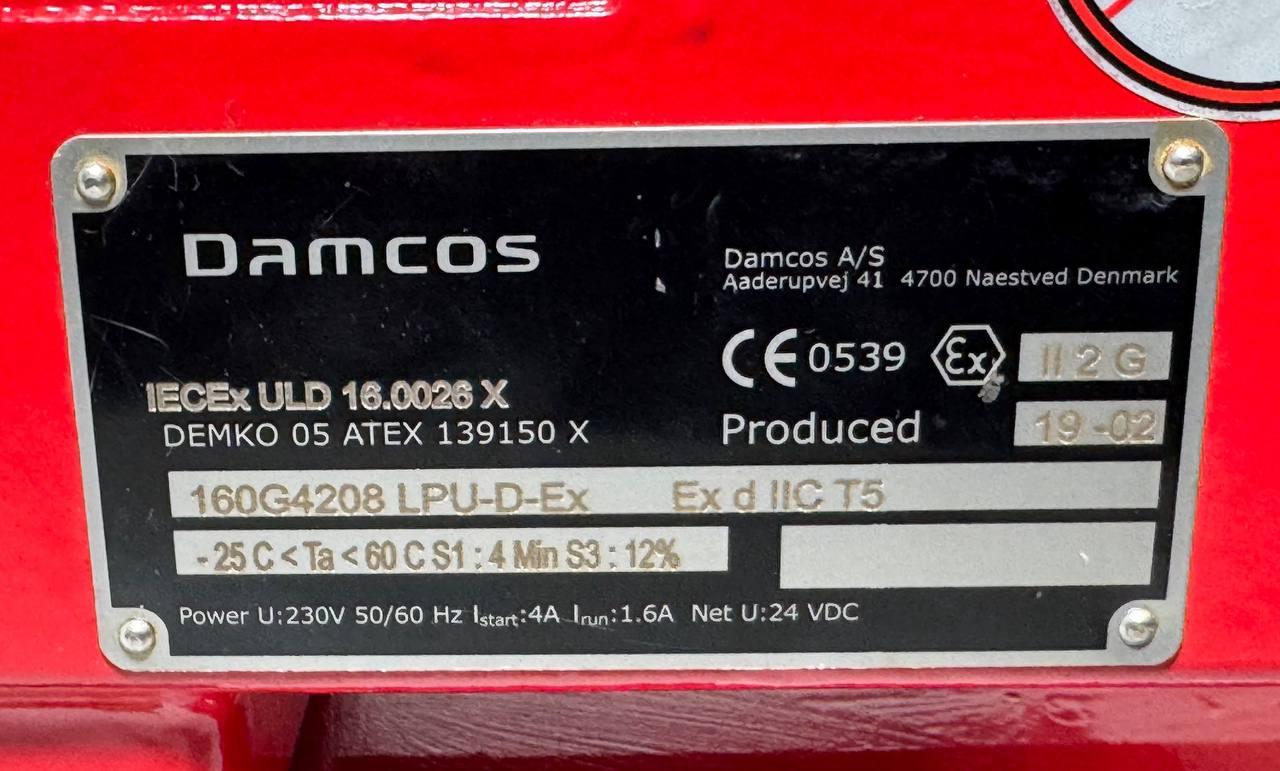 Damcos
Damcos A/S
Aaderupvej 41 4700 Naestved Denmark
CE 0539 Ex II 2 G
IECEx ULD 16.0026 X
DEMKO 05 ATEX 139150 X
Produced 19-02
160G4208 LPU-D-Ex Ex d IIC T5
-25 C < Ta < 60 C S1 : 4 Min S3 : 12%
Power U:230V 50/60 Hz Istart:4A Irun:1.6A Net U:24 VDC